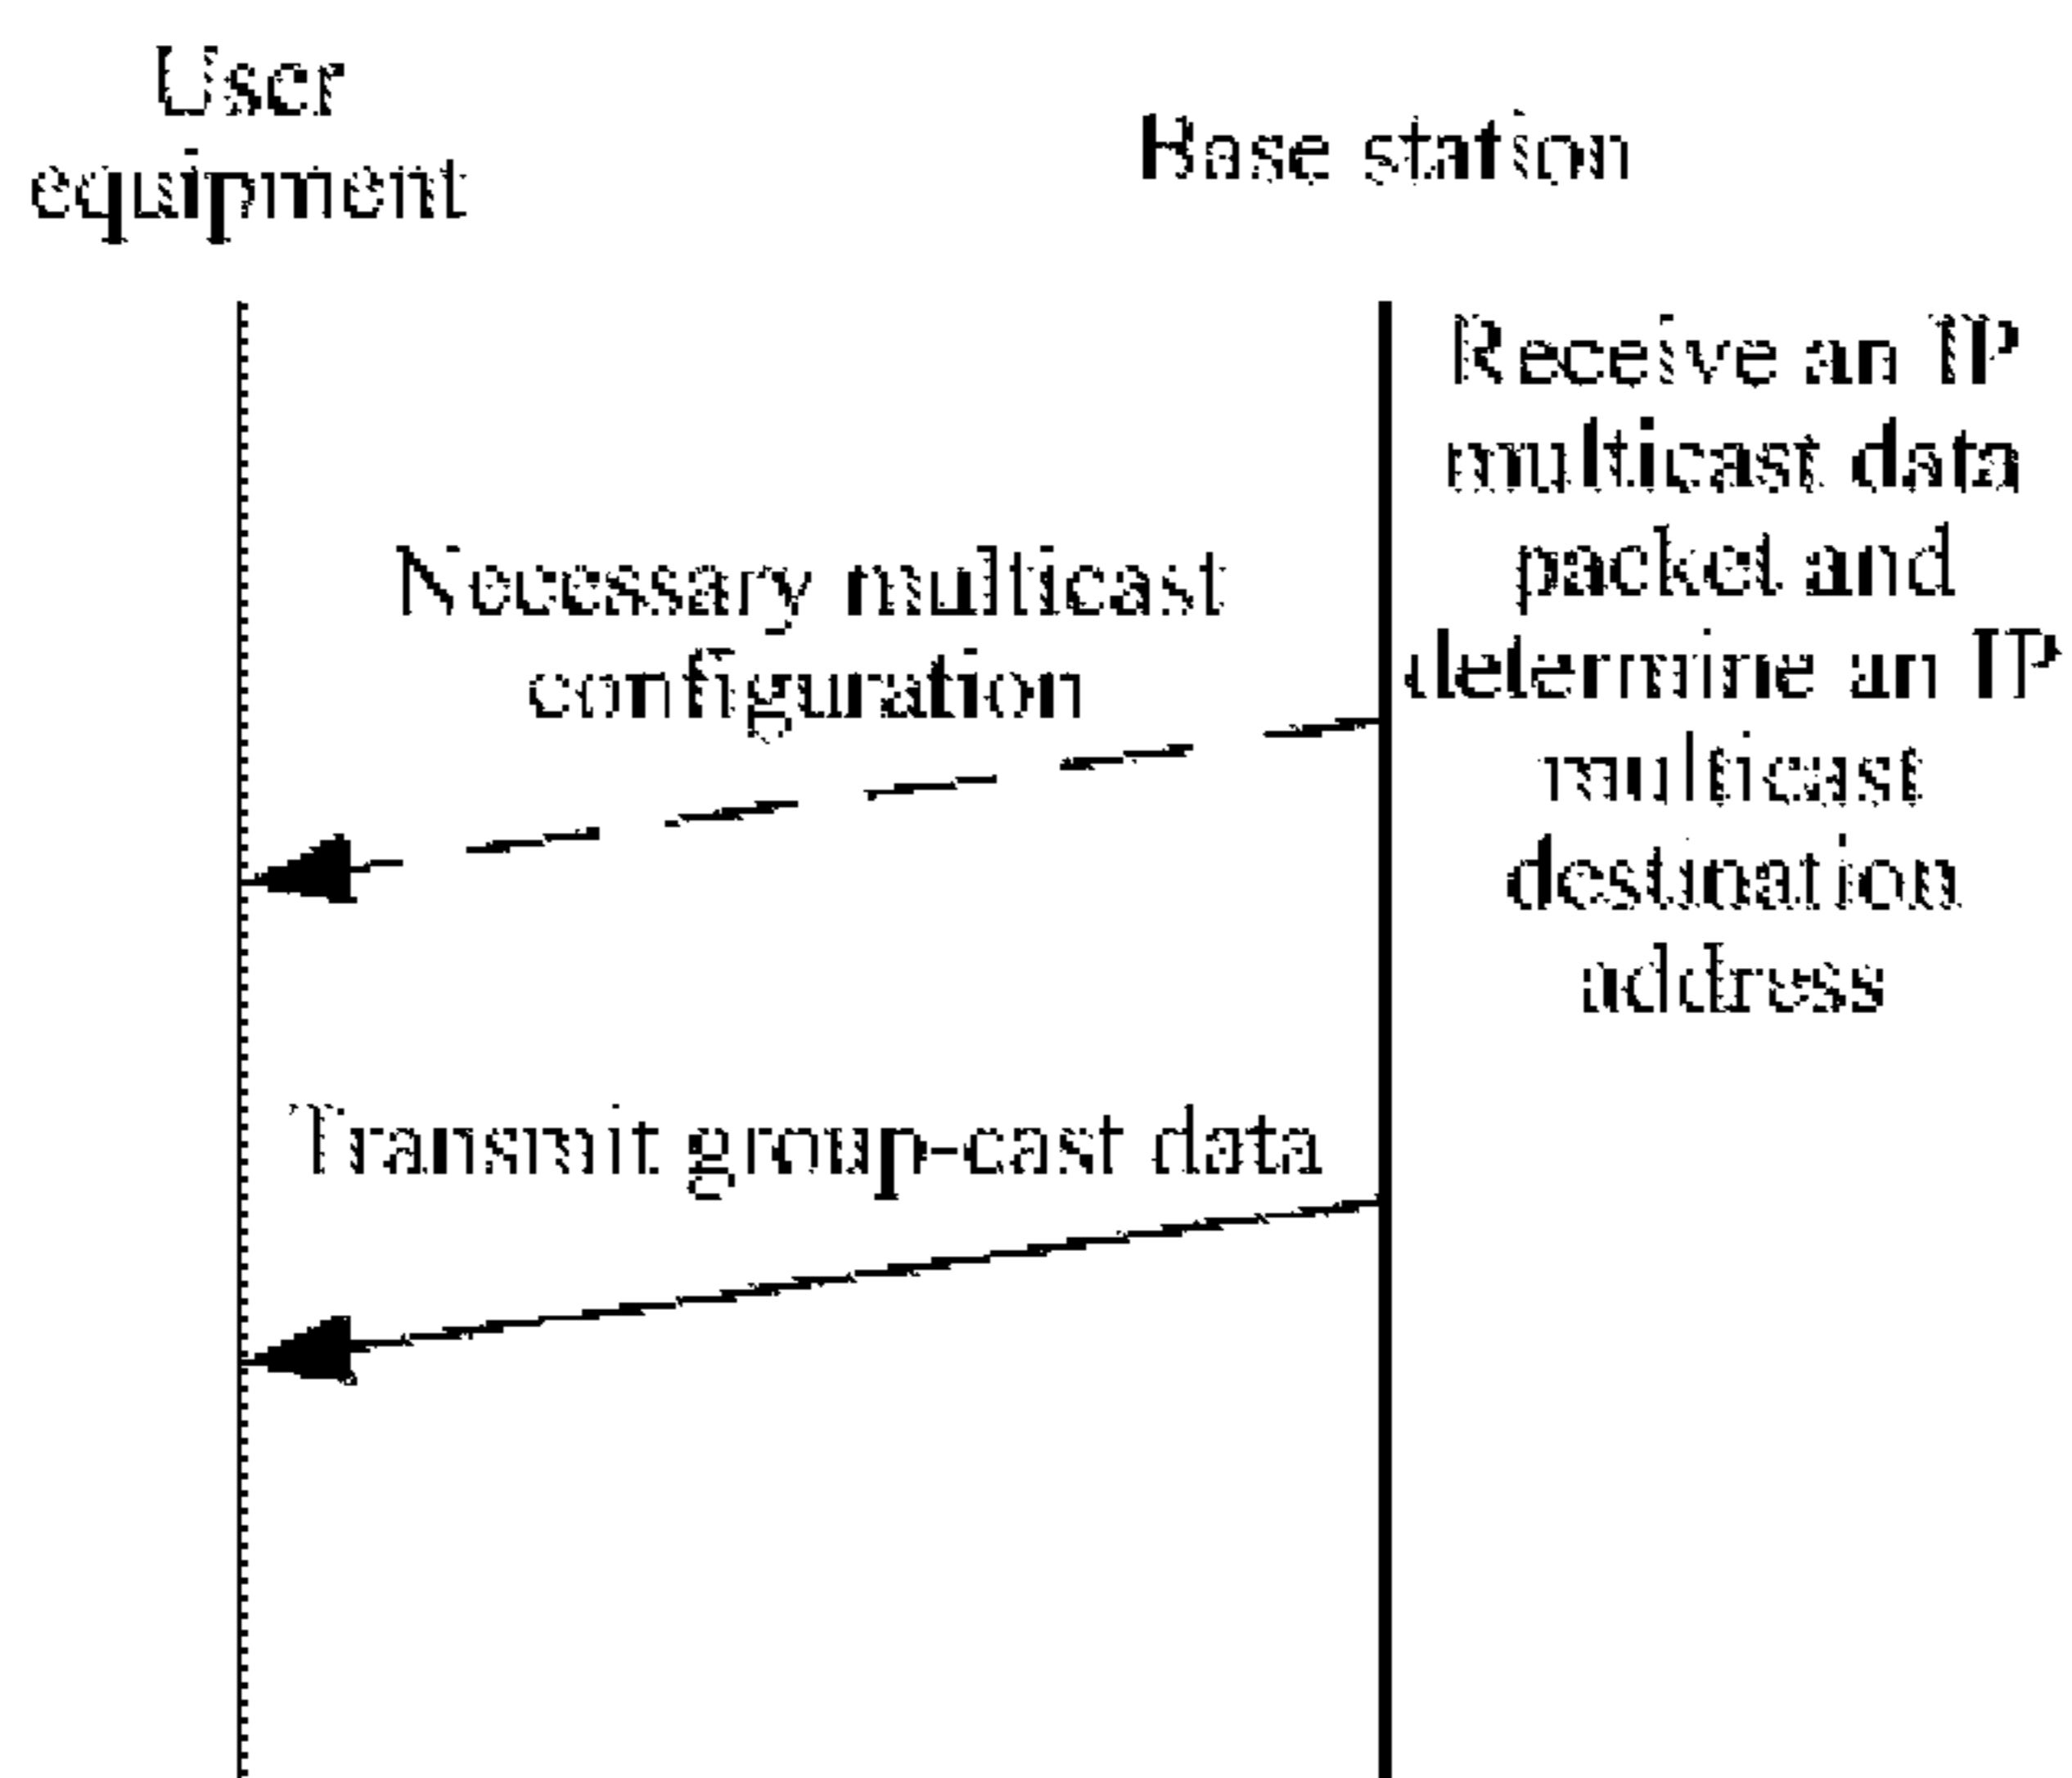 User
equipment
Base station
Receive an IP
multicast data
packet and
determine an IP
multicast
destination
address
Necessary multicast
configuration
Transmit group-cast data